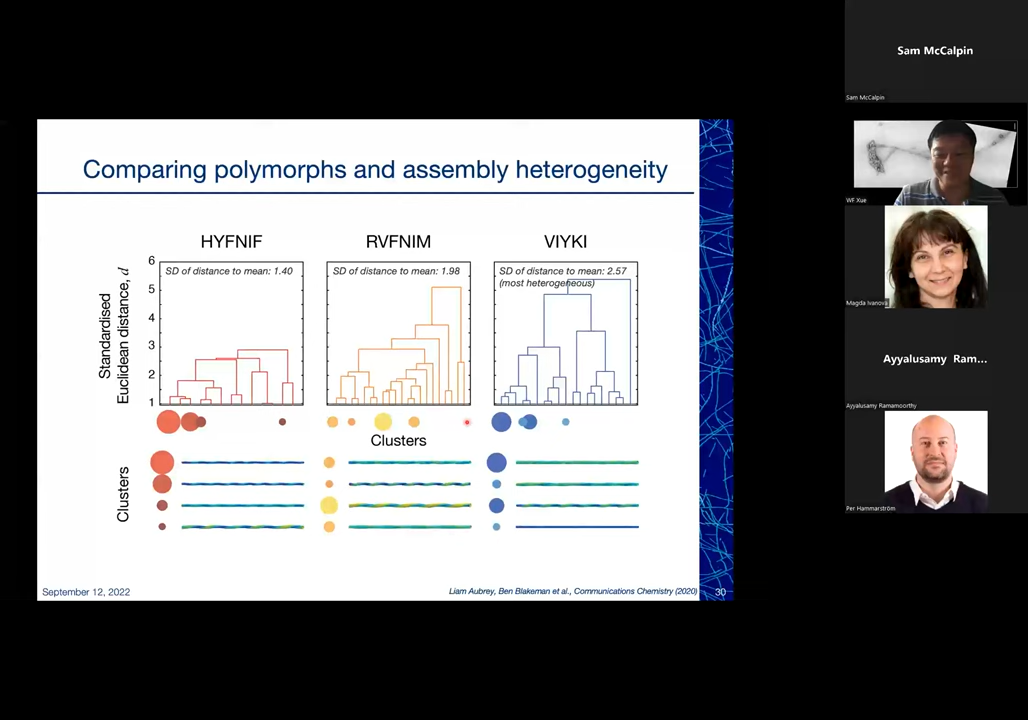 Comparing polymorphs and assembly heterogeneity
HYFNIF
RVFNIM
VIYKI
Standardised
Euclidean distance, d
6
5
4
3
2
1
SD of distance to mean: 1.40
SD of distance to mean: 1.98
SD of distance to mean: 2.57
(most heterogeneous)
Clusters
Clusters
September 12, 2022
Liam Aubrey, Ben Blakeman et al., Communications Chemistry (2020)
30
Sam McCalpin
Sam McCalpin
WF Xue
Magda Ivanova
Ayyalusamy Ram...
Ayyalusamy Ramamoorthy
Per Hammarström